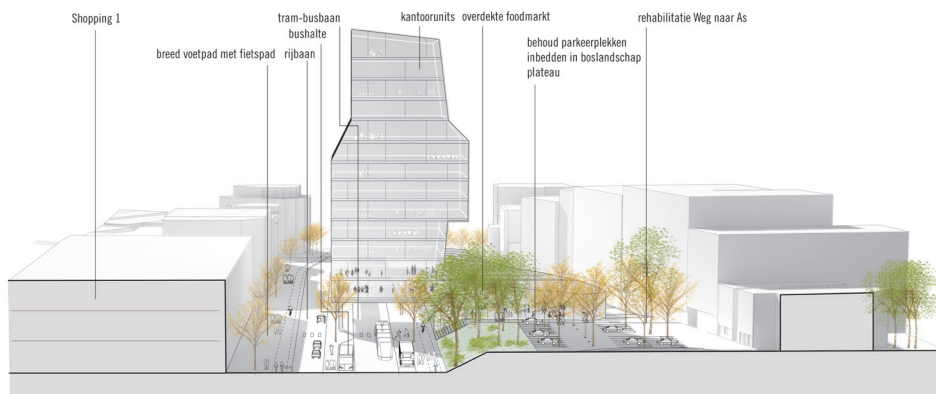 Shopping 1
breed voetpad met fietspad
rijbaan
tram-busbaan
bushalte
kantoorunits
overdekte foodmarkt
behoud parkeerplekken
inbedden in boslandschap
plateau
rehabilitatie Weg naar As